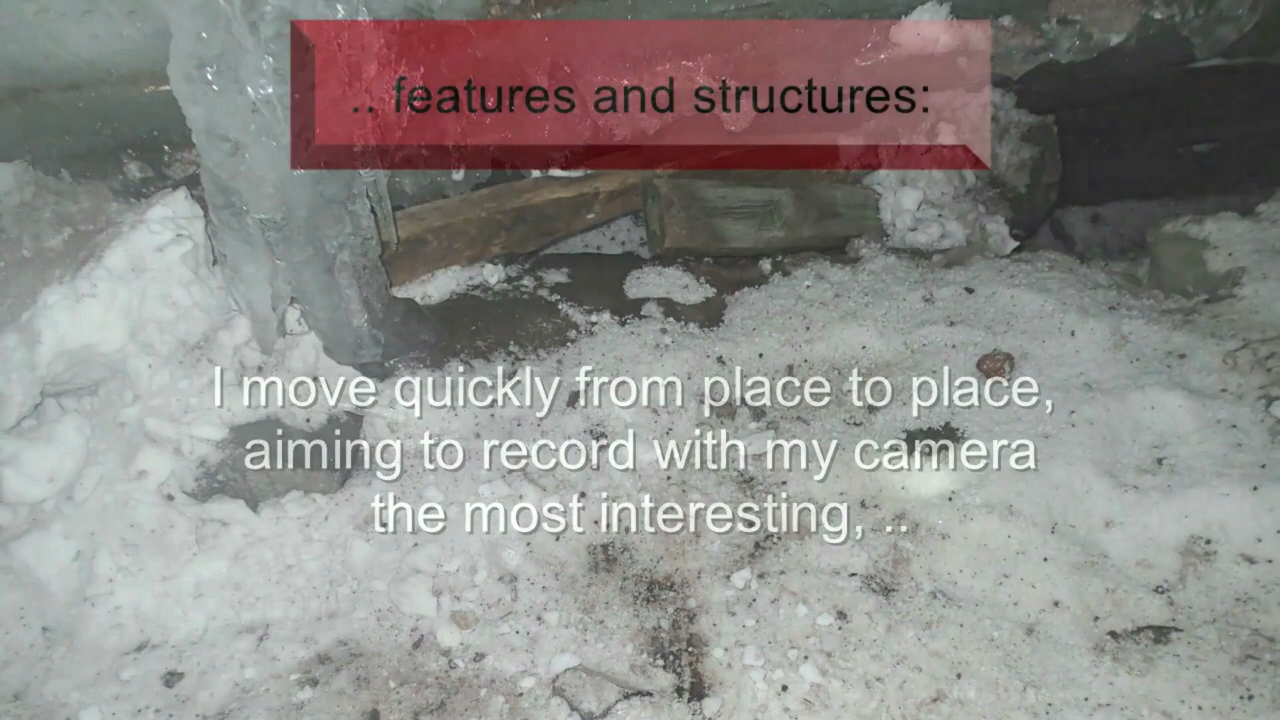 .. features and structures:
I move quickly from place to place,
aiming to record with my camera
the most interesting, ..